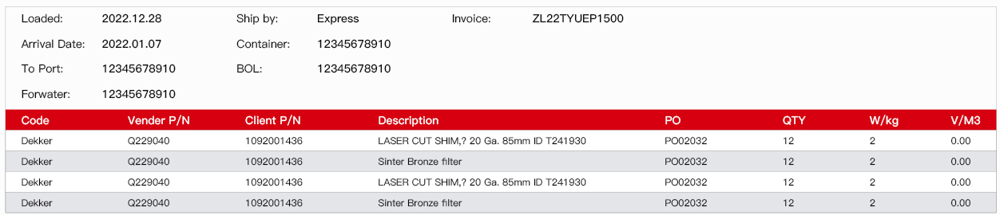 Loaded: 2022.12.28 Ship by: Express Invoice: ZL22TYUEP1500
Arrival Date: 2022.01.07 Container: 12345678910
To Port: 12345678910 BOL: 12345678910
Forwater: 12345678910
Code Vender P/N Client P/N Description PO QTY W/kg V/M3
Dekker Q229040 1092001436 LASER CUT SHIM,? 20 Ga. 85mm ID T241930 PO02032 12 2 0.00
Dekker Q229040 1092001436 Sinter Bronze filter PO02032 12 2 0.00
Dekker Q229040 1092001436 LASER CUT SHIM,? 20 Ga. 85mm ID T241930 PO02032 12 2 0.00
Dekker Q229040 1092001436 Sinter Bronze filter PO02032 12 2 0.00